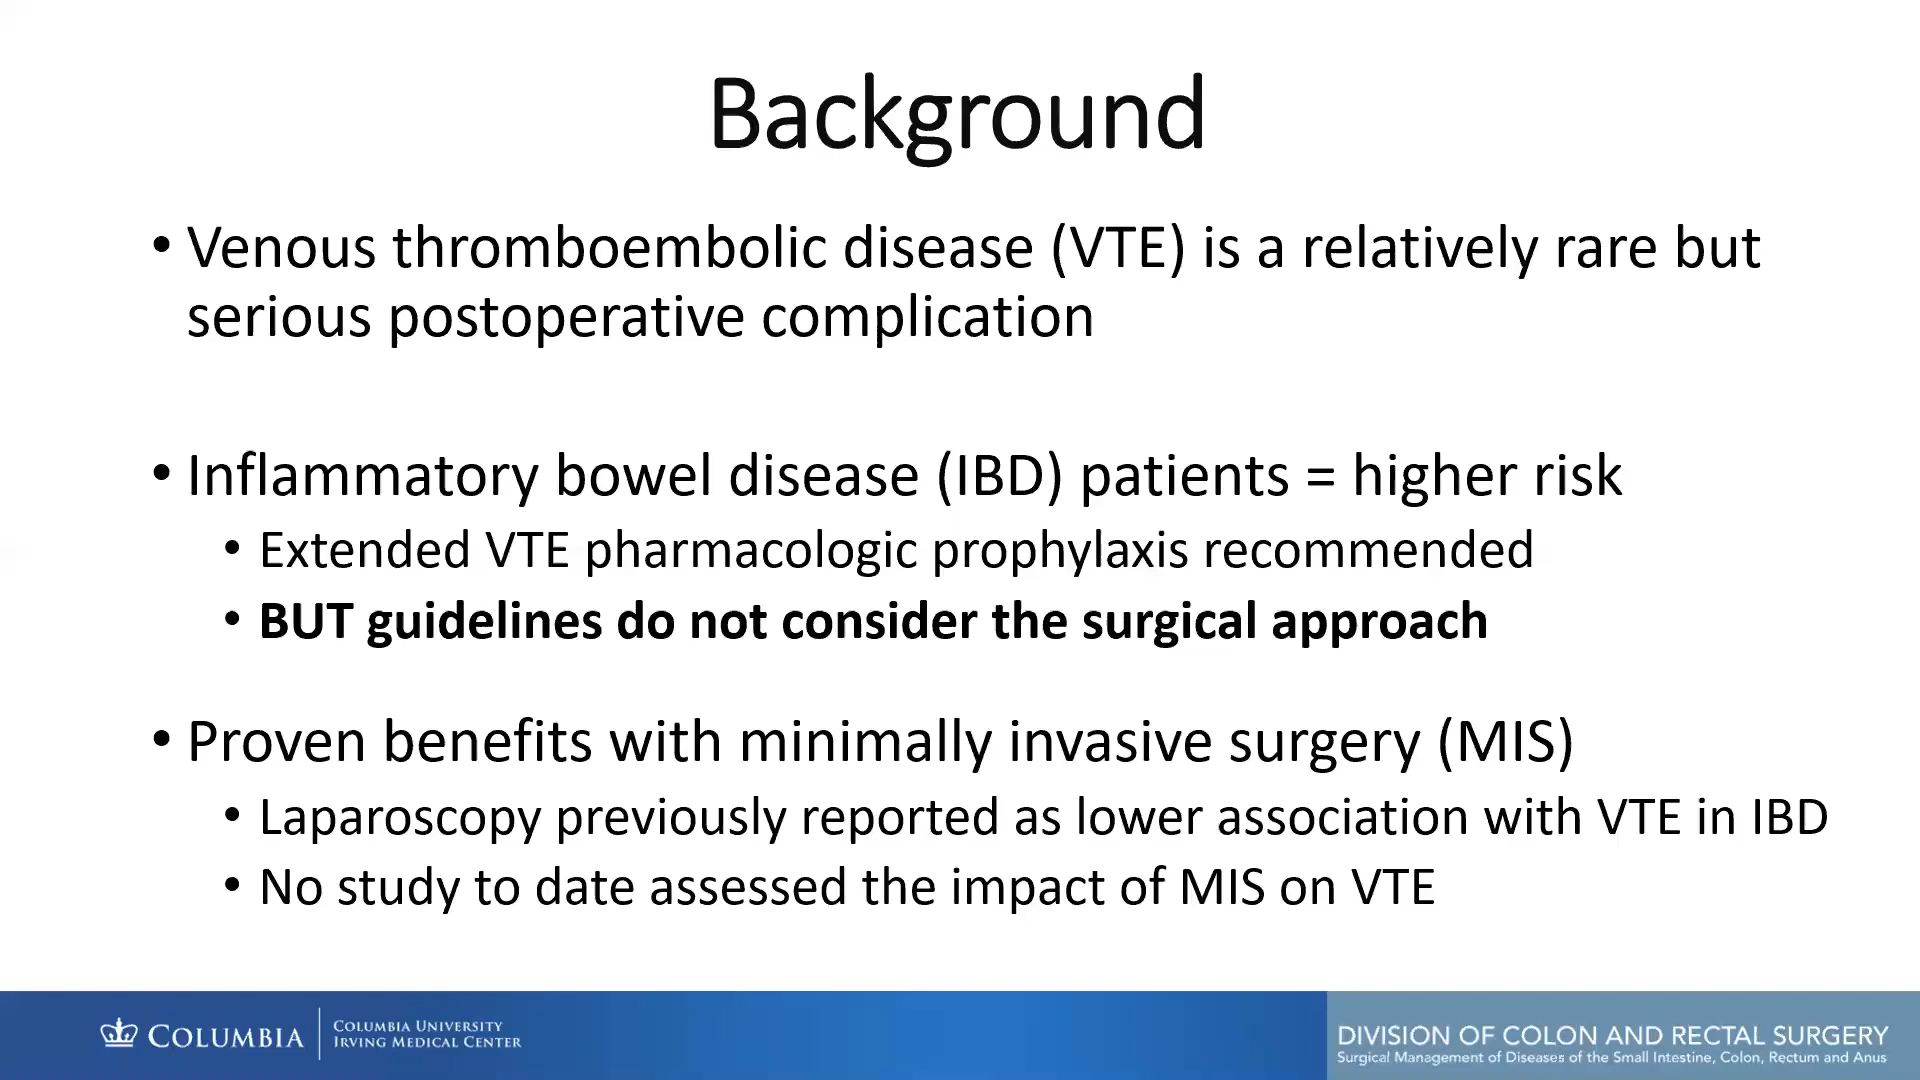 Background
• Venous thromboembolic disease (VTE) is a relatively rare but
serious postoperative complication
• Inflammatory bowel disease (IBD) patients = higher risk
• Extended VTE pharmacologic prophylaxis recommended
• BUT guidelines do not consider the surgical approach
• Proven benefits with minimally invasive surgery (MIS)
• Laparoscopy previously reported as lower association with VTE in IBD
• No study to date assessed the impact of MIS on VTE
COLUMBIA
COLUMBIA UNIVERSITY
IRVING MEDICAL CENTER
DIVISION OF COLON AND RECTAL SURGERY
Surgical Management of Diseases of the Small Intestine, Colon, Rectum and Anus